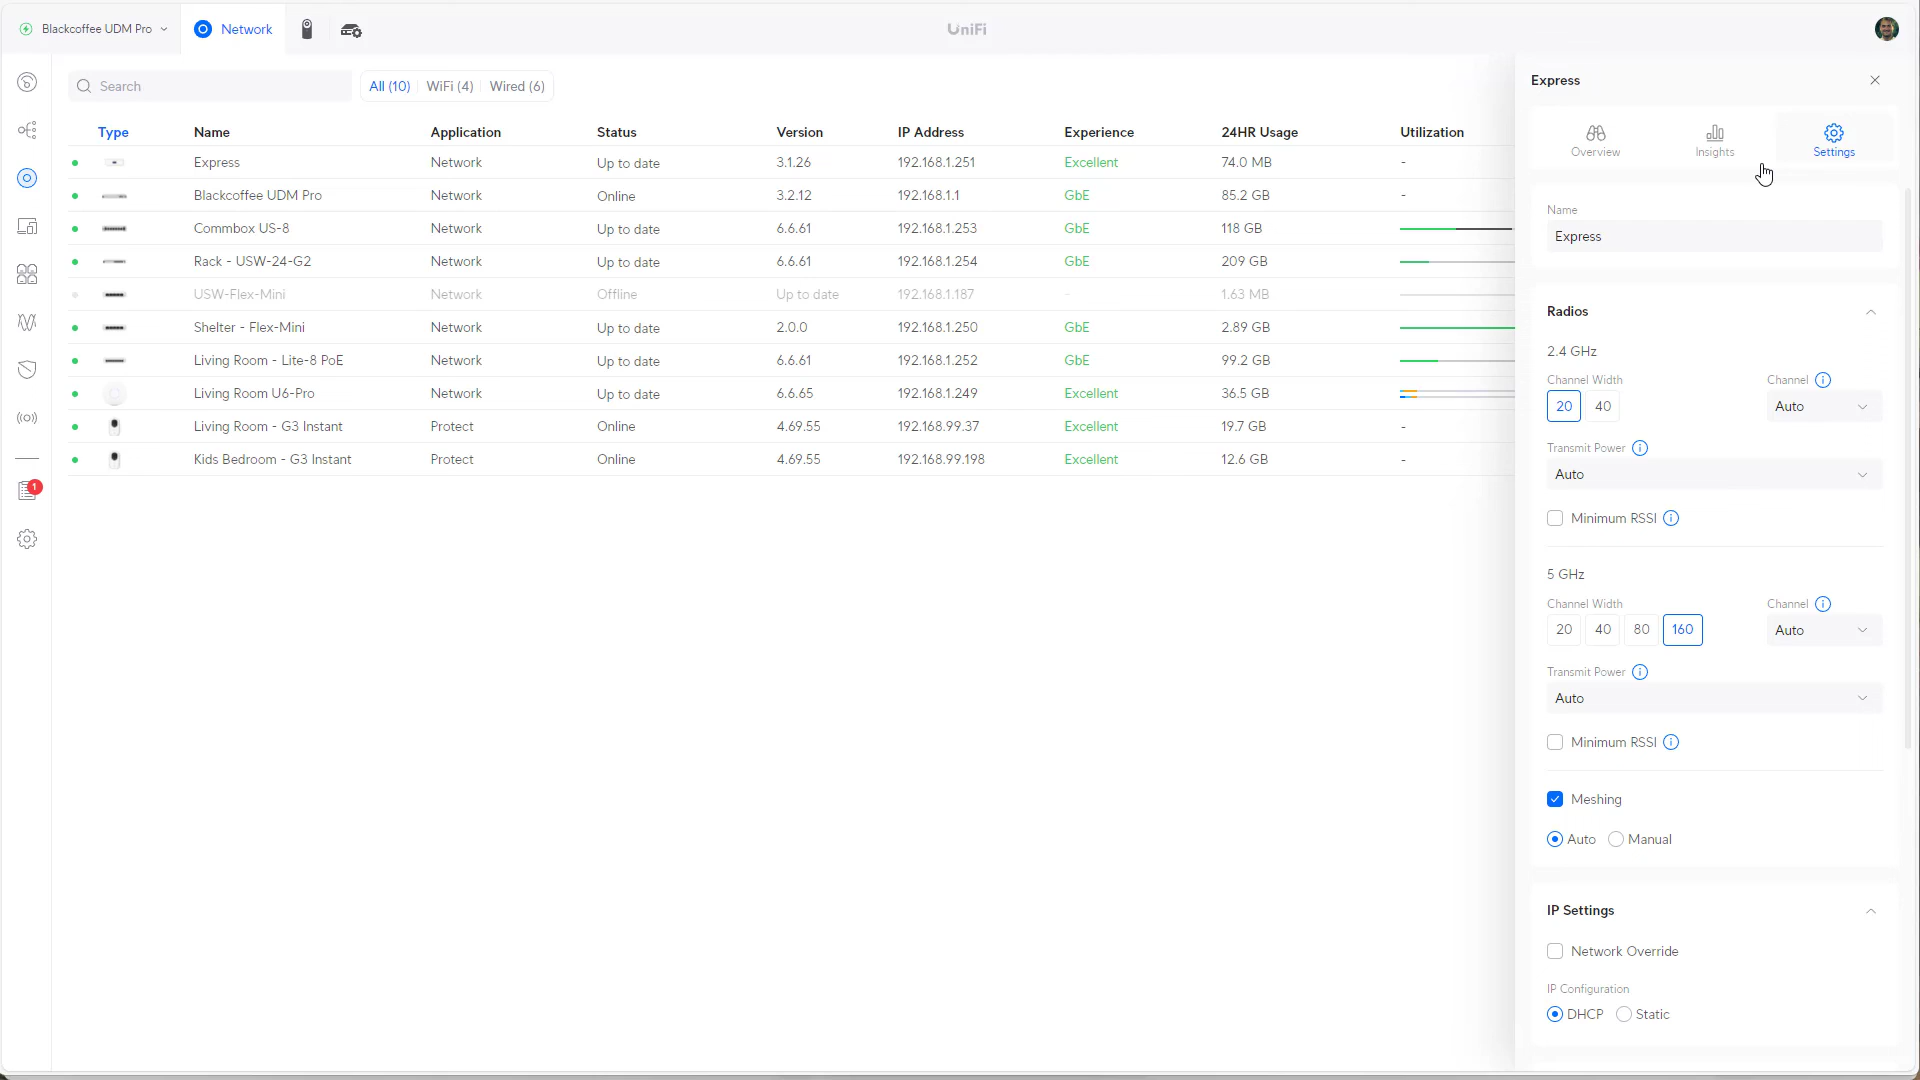 Blackcoffee UDM Pro
Network
UniFi
Search
All (10) WiFi (4) Wired (6)
Type Name Application Status Version IP Address Experience 24HR Usage Utilization
Express Network Up to date 3.1.26 192.168.1.251 Excellent 74.0 MB -
Blackcoffee UDM Pro Network Online 3.2.12 192.168.1.1 GbE 85.2 GB -
Commbox US-8 Network Up to date 6.6.61 192.168.1.253 GbE 118 GB
Rack - USW-24-G2 Network Up to date 6.6.61 192.168.1.254 GbE 209 GB
USW-Flex-Mini Network Offline Up to date 192.168.1.187 - 1.63 MB
Shelter - Flex-Mini Network Up to date 2.0.0 192.168.1.250 GbE 2.89 GB
Living Room - Lite-8 PoE Network Up to date 6.6.61 192.168.1.252 GbE 99.2 GB
Living Room U6-Pro Network Up to date 6.6.65 192.168.1.249 Excellent 36.5 GB
Living Room - G3 Instant Protect Online 4.69.55 192.168.99.37 Excellent 19.7 GB -
Kids Bedroom - G3 Instant Protect Online 4.69.55 192.168.99.198 Excellent 12.6 GB -
1
Express
Overview Insights Settings
Name
Express
Radios
2.4 GHz
Channel Width Channel
20 40 Auto
Transmit Power
Auto
Minimum RSSI
5 GHz
Channel Width Channel
20 40 80 160 Auto
Transmit Power
Auto
Minimum RSSI
Meshing
Auto Manual
IP Settings
Network Override
IP Configuration
DHCP Static